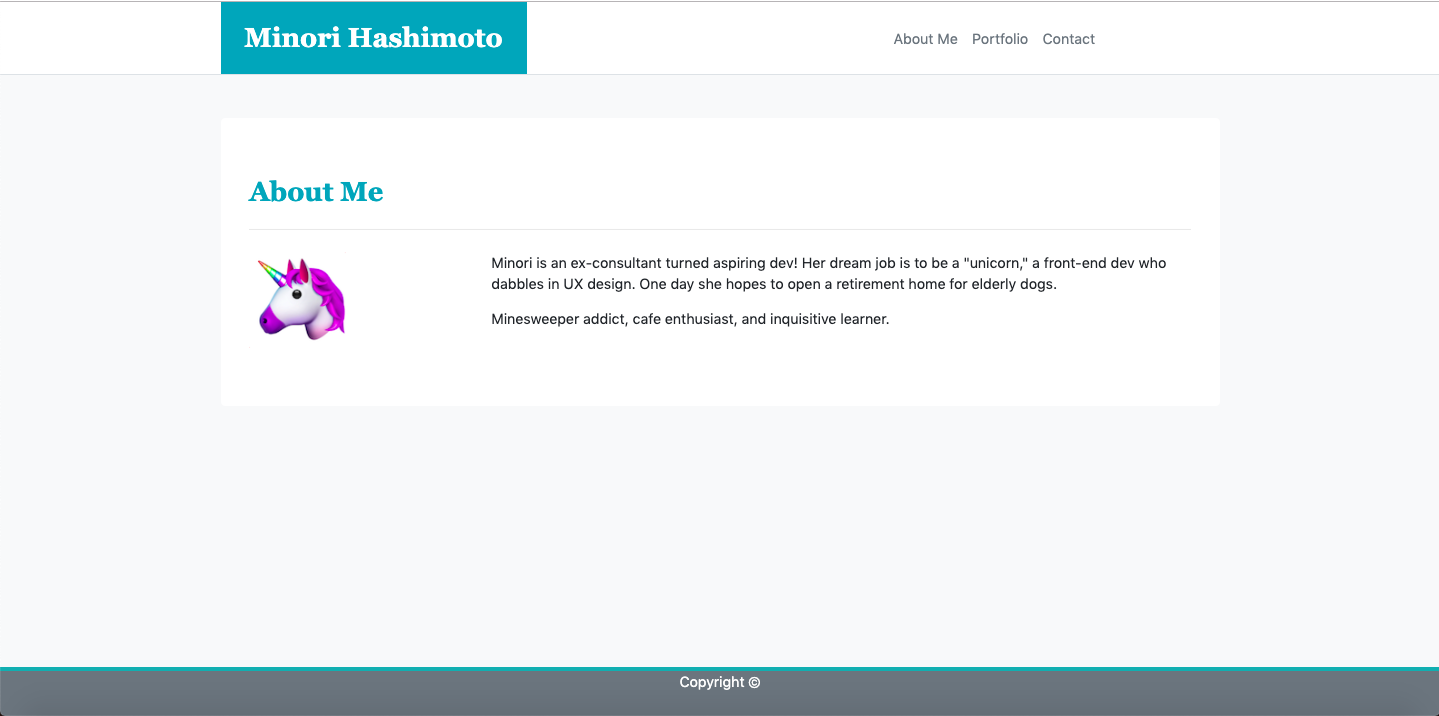 Minori Hashimoto
About Me Portfolio Contact
About Me
Minori is an ex-consultant turned aspiring dev! Her dream job is to be a "unicorn," a front-end dev who
dabbles in UX design. One day she hopes to open a retirement home for elderly dogs.
Minesweeper addict, cafe enthusiast, and inquisitive learner.
Copyright ©